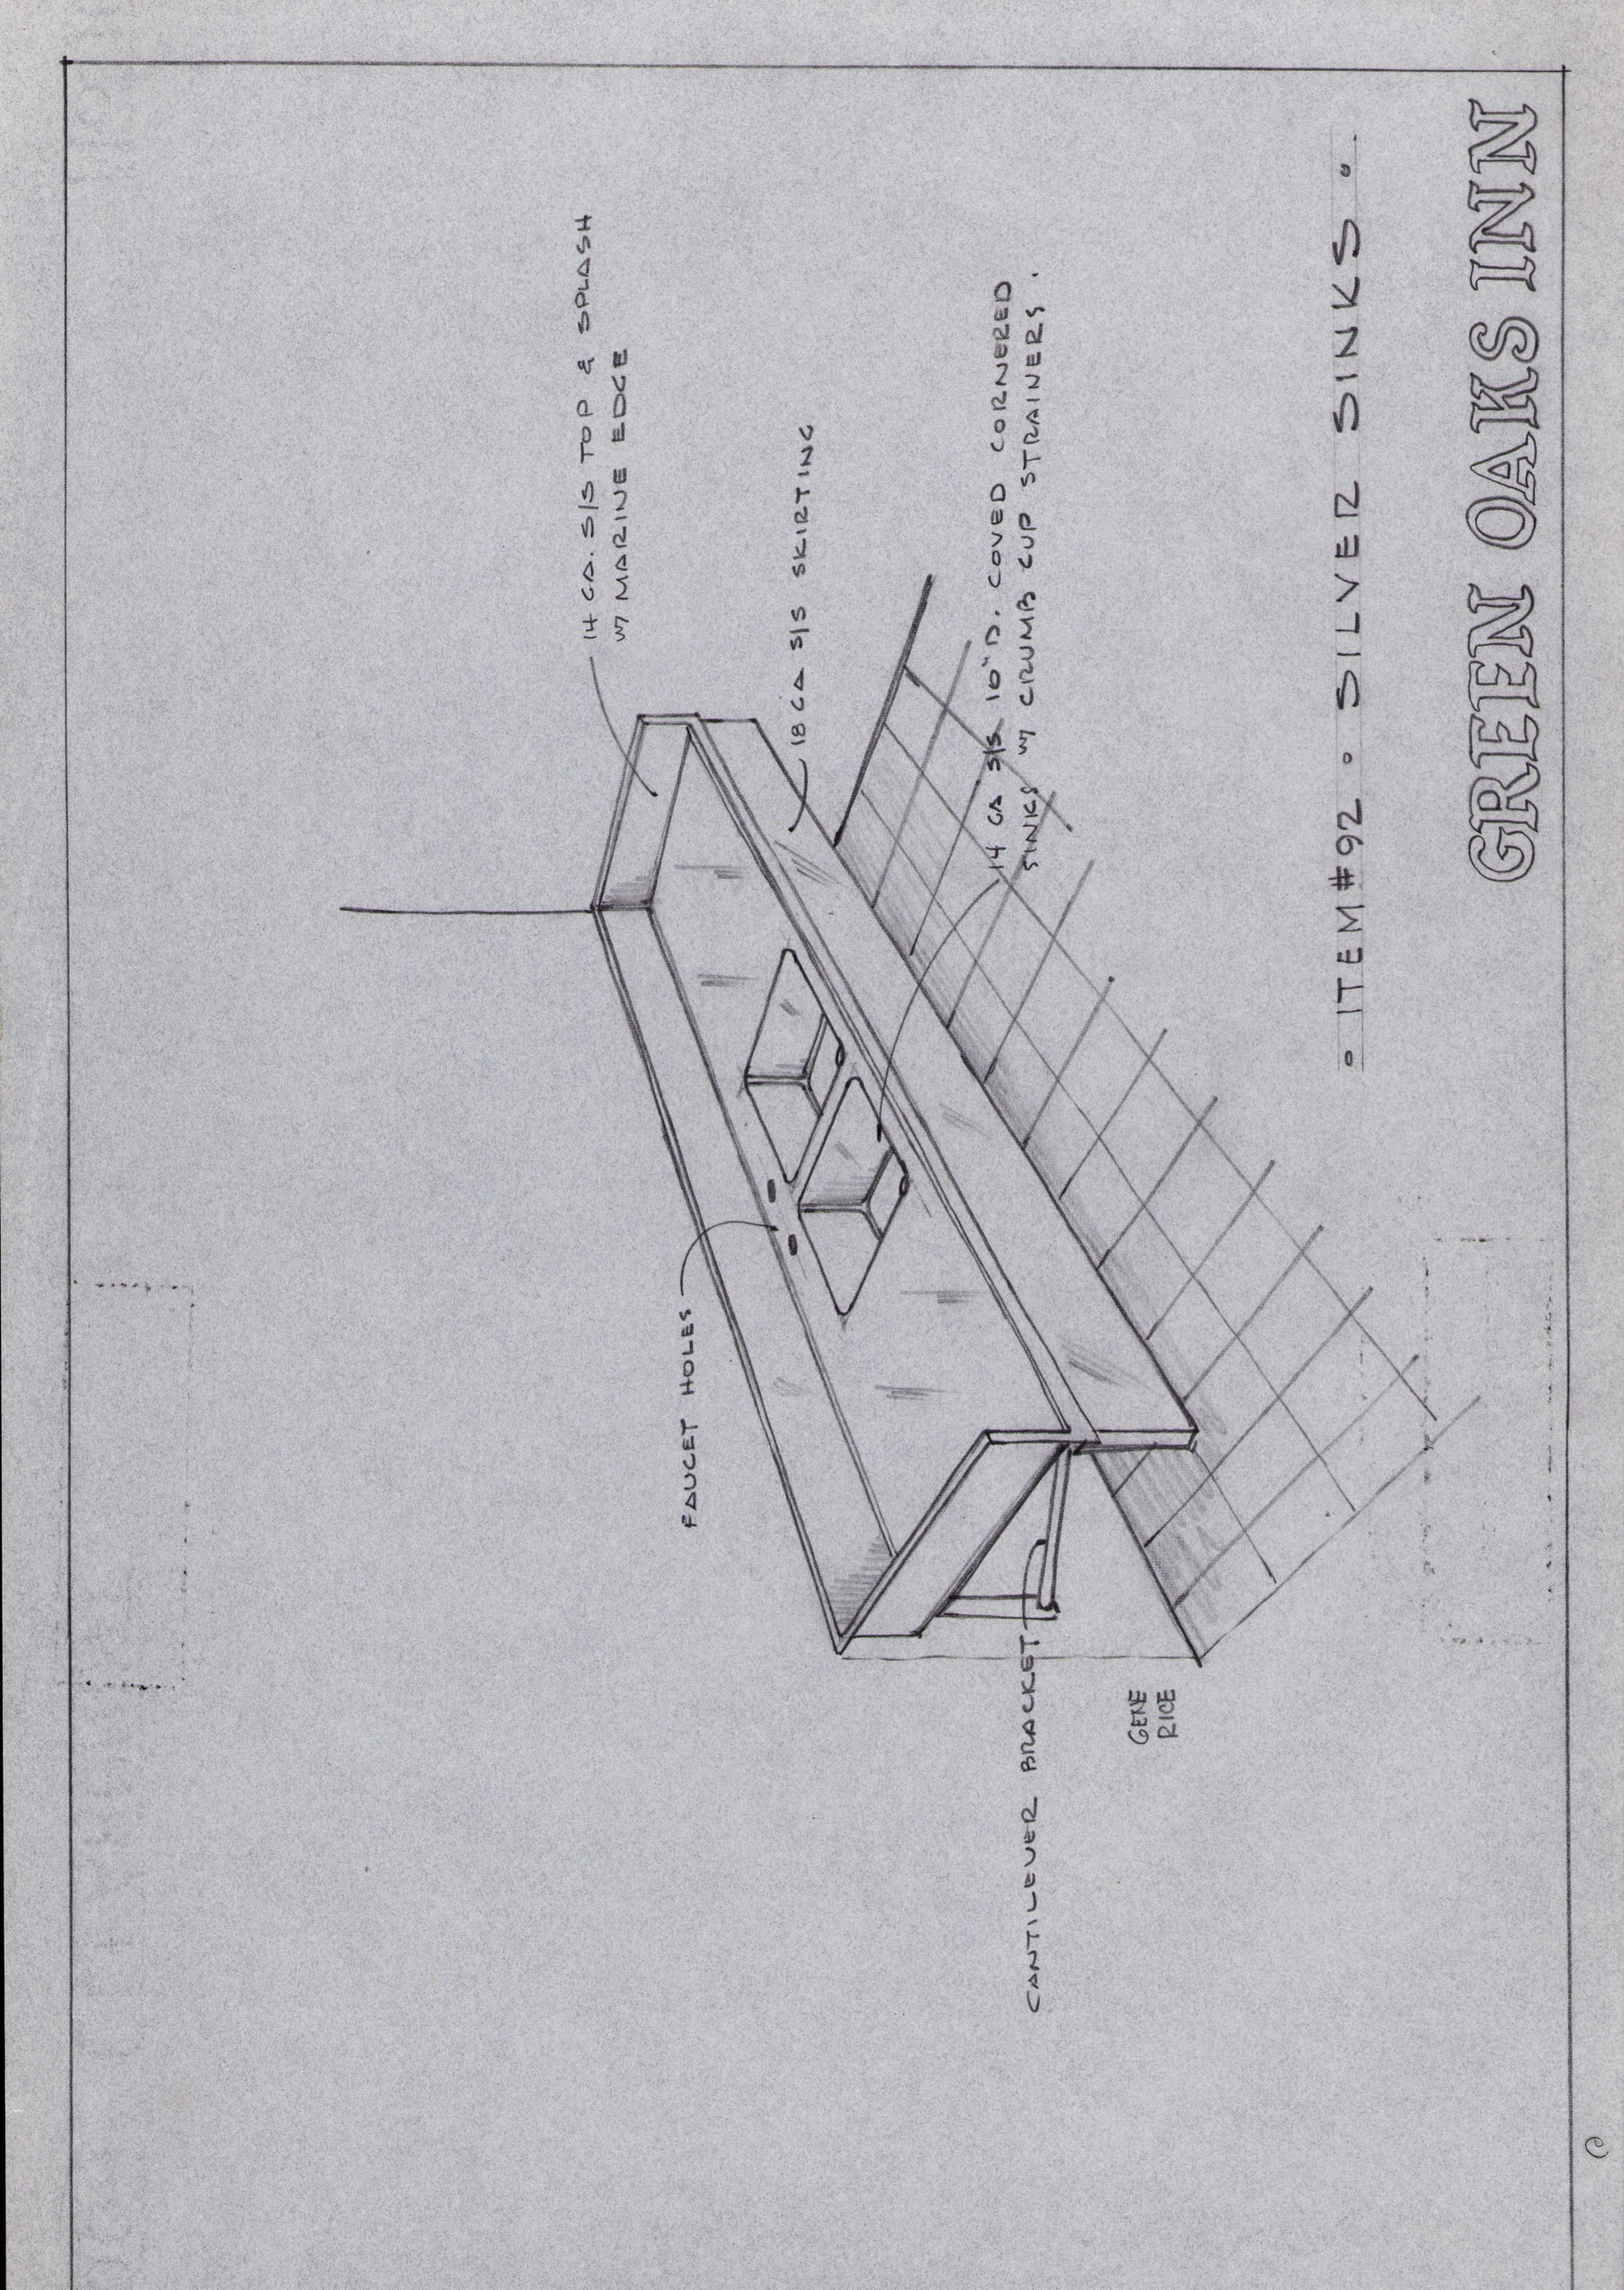 14 GA. S/S TOP & SPLASH
W/ MARINE EDGE
18 GA S/S SKIRTING
14 GA S/S 10" D. COVED CORNERED
SINKS W/ CRUMB CUP STRAINERS.
FAUCET HOLES
CANTILEVER BRACKET
GENE
RICE
ITEM #92 · SILVER SINKS
GREEN OAKS INN